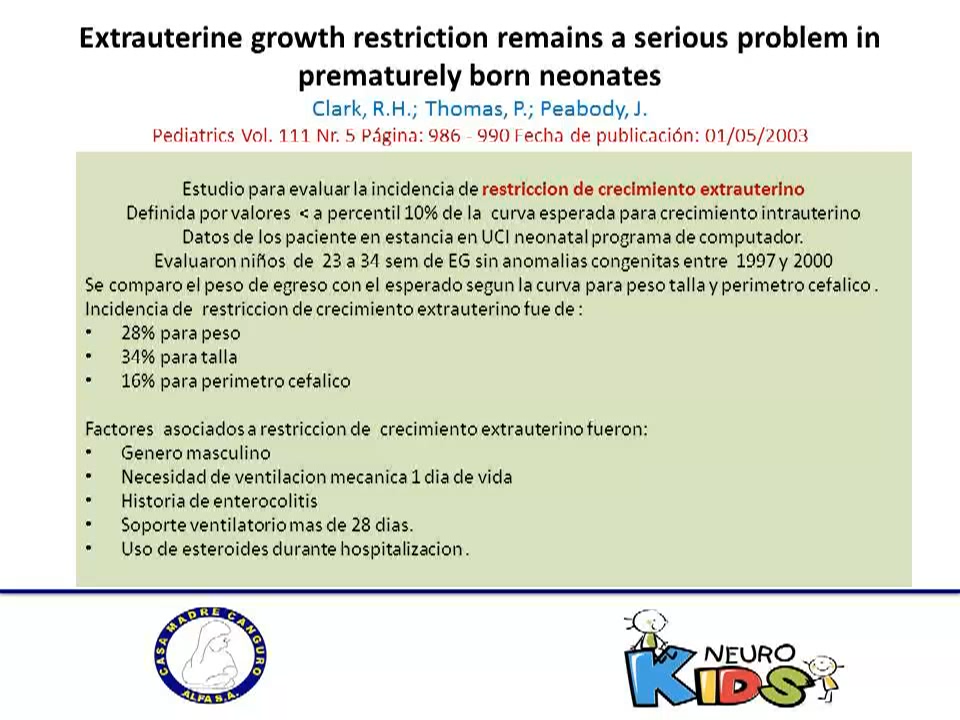 Extrauterine growth restriction remains a serious problem in
prematurely born neonates
Clark, R.H.; Thomas, P.; Peabody, J.
Pediatrics Vol. 111 Nr. 5 Página: 986 - 990 Fecha de publicación: 01/05/2003
Estudio para evaluar la incidencia de restriccion de crecimiento extrauterino
Definida por valores < a percentil 10% de la curva esperada para crecimiento intrauterino
Datos de los paciente en estancia en UCI neonatal programa de computador.
Evaluaron niños de 23 a 34 sem de EG sin anomalias congenitas entre 1997 y 2000
Se comparo el peso de egreso con el esperado segun la curva para peso talla y perimetro cefalico .
Incidencia de restriccion de crecimiento extrauterino fue de :
• 28% para peso
• 34% para talla
• 16% para perimetro cefalico
Factores asociados a restriccion de crecimiento extrauterino fueron:
• Genero masculino
• Necesidad de ventilacion mecanica 1 dia de vida
• Historia de enterocolitis
• Soporte ventilatorio mas de 28 dias.
• Uso de esteroides durante hospitalizacion .
CASA MADRE CANGURO
ALFA S.A.
NEURO
KIDS